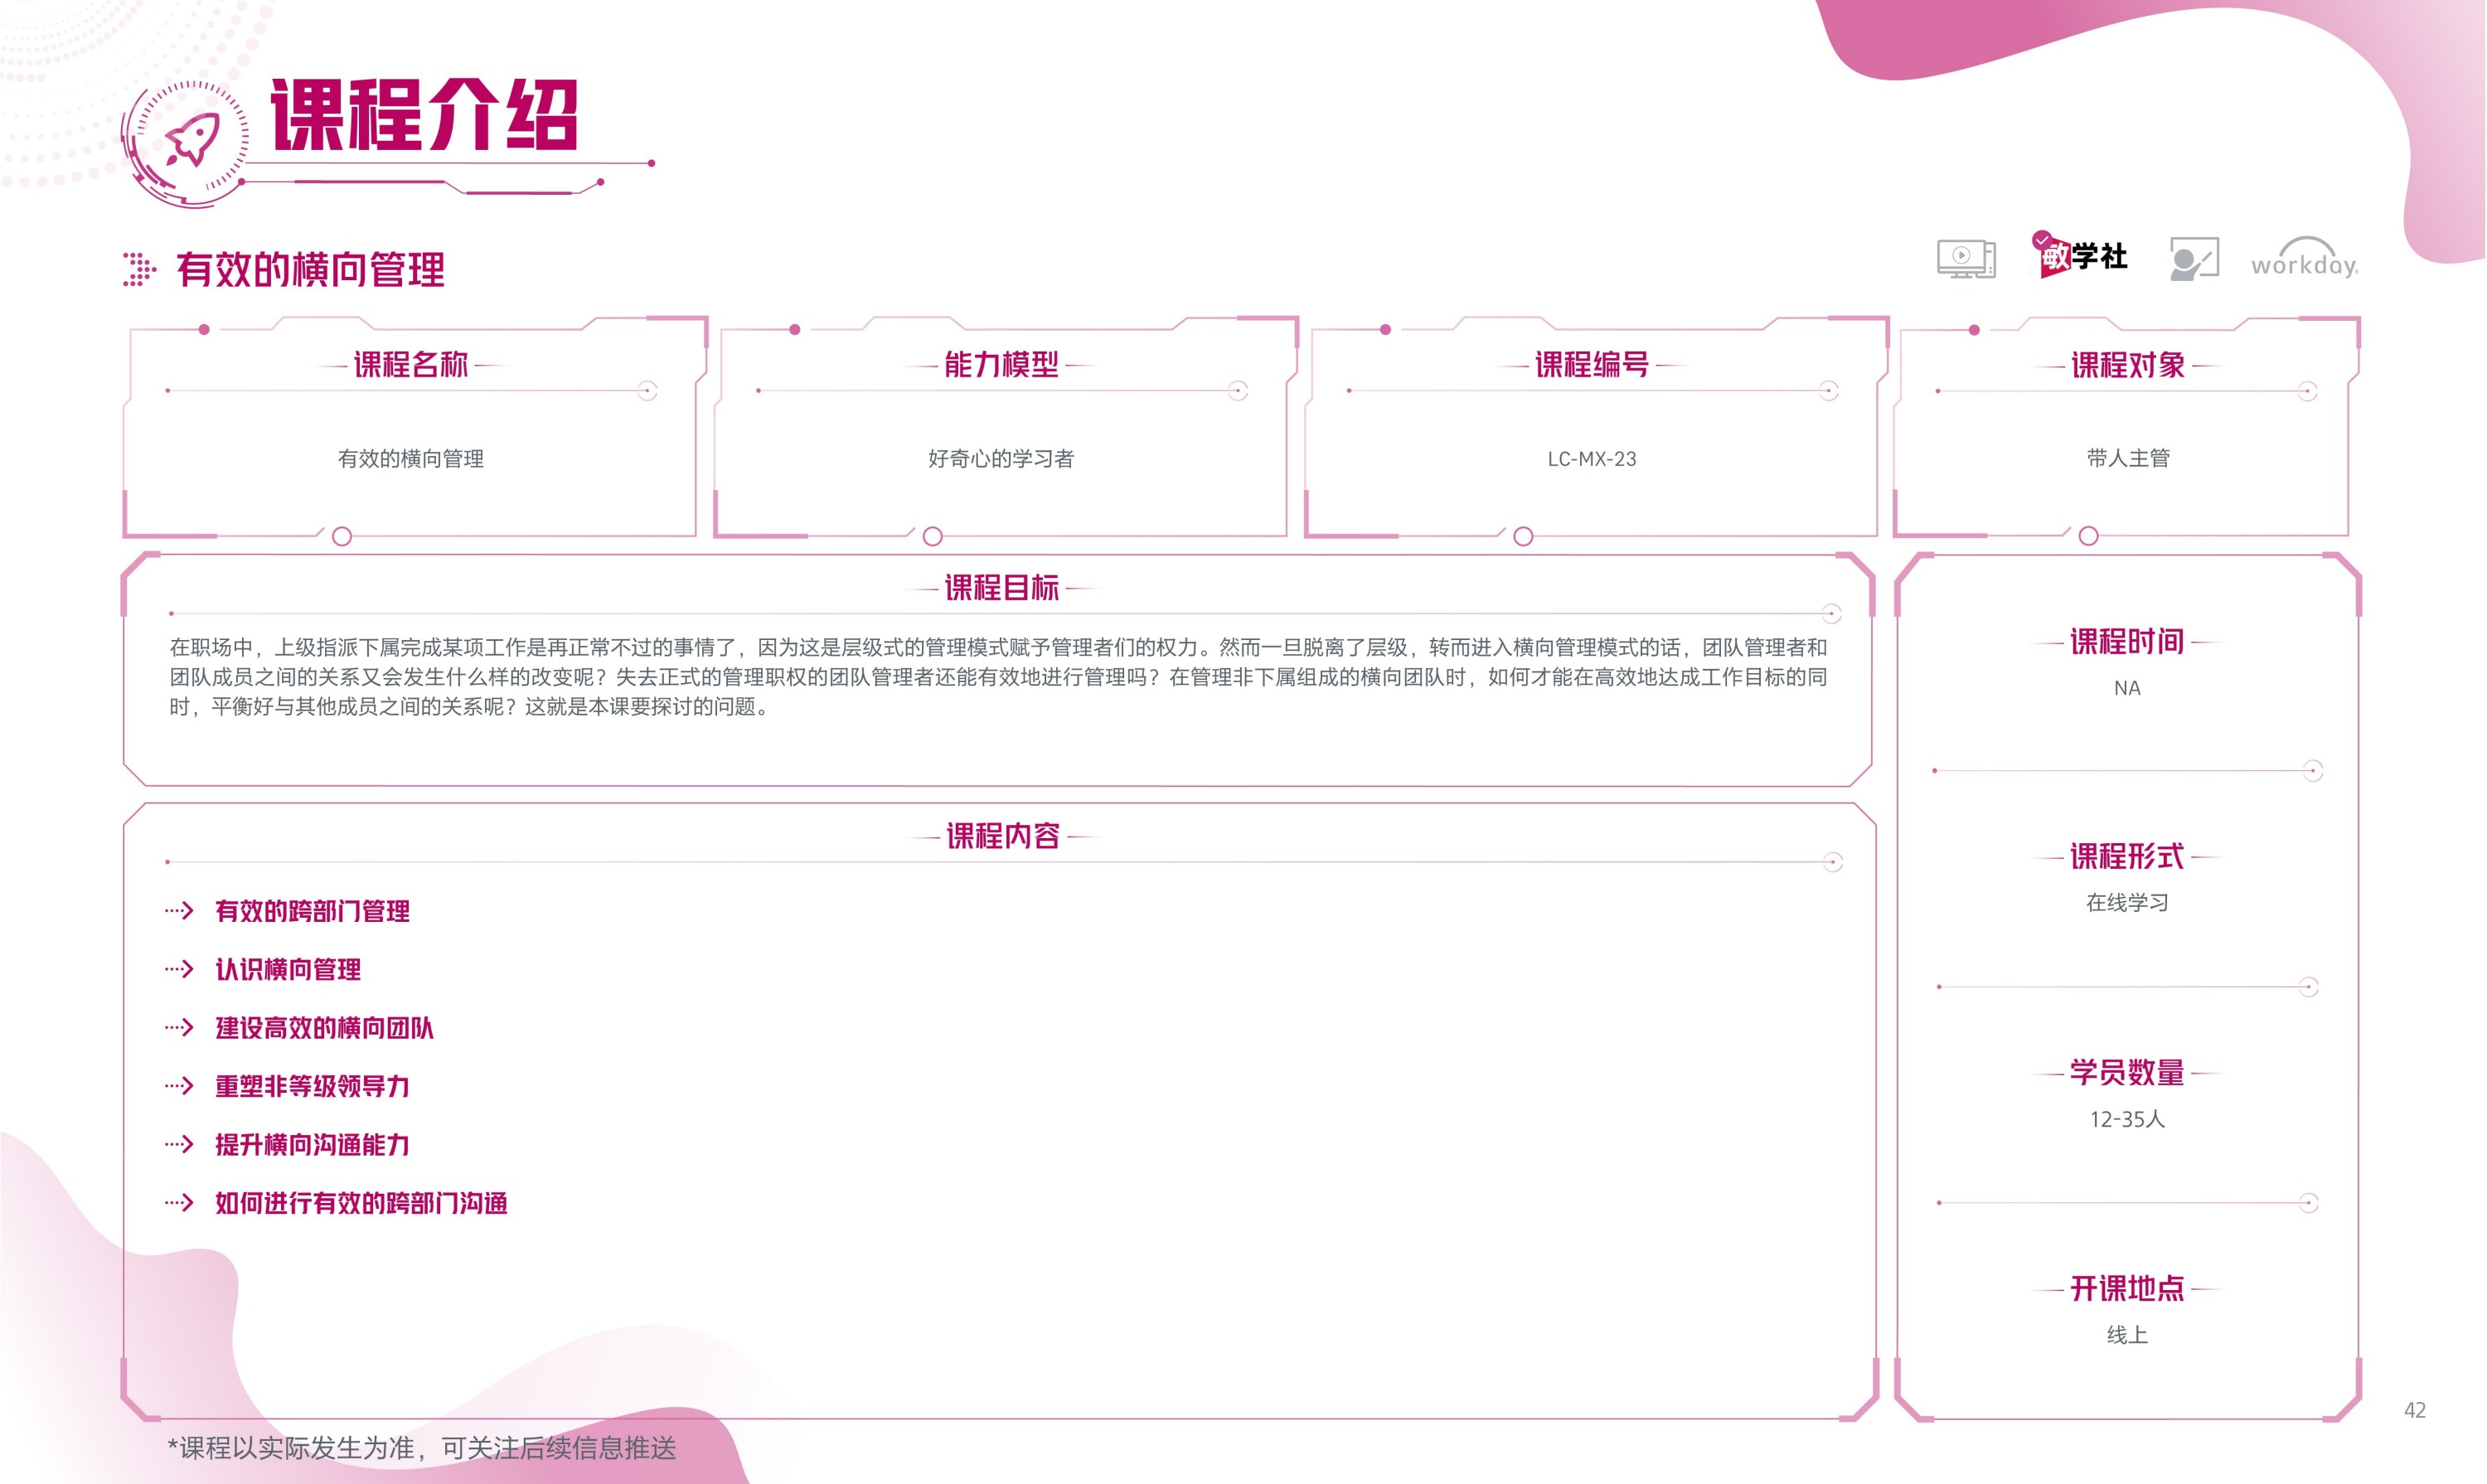 课程介绍
有效的横向管理
敏学社
workday.
课程名称
有效的横向管理
能力模型
好奇心的学习者
课程编号
LC-MX-23
课程对象
带人主管
课程目标
在职场中，上级指派下属完成某项工作是再正常不过的事情了，因为这是层级式的管理模式赋予管理者们的权力。然而一旦脱离了层级，转而进入横向管理模式的话，团队管理者和
团队成员之间的关系又会发生什么样的改变呢？失去正式的管理职权的团队管理者还能有效地进行管理吗？在管理非下属组成的横向团队时，如何才能在高效地达成工作目标的同
时，平衡好与其他成员之间的关系呢？这就是本课要探讨的问题。
课程内容
有效的跨部门管理
认识横向管理
建设高效的横向团队
重塑非等级领导力
提升横向沟通能力
如何进行有效的跨部门沟通
课程时间
NA
课程形式
在线学习
学员数量
12-35人
开课地点
线上
*课程以实际发生为准，可关注后续信息推送
42